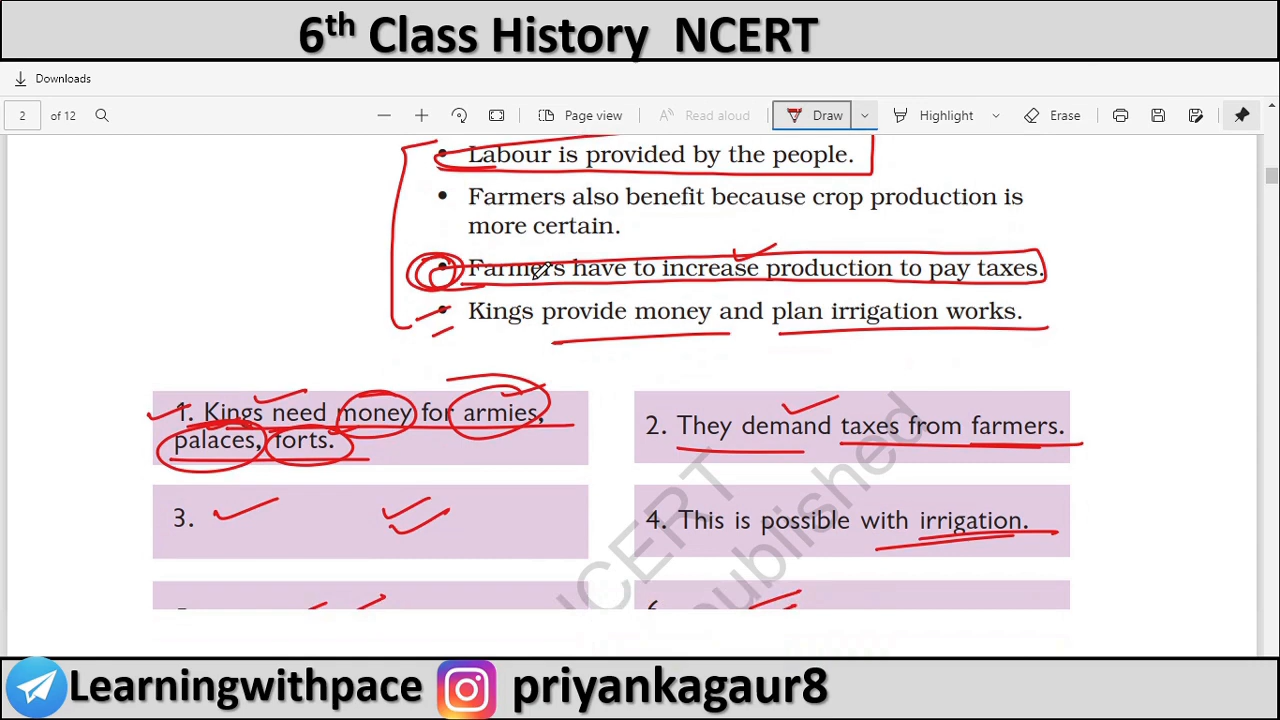 6th Class History NCERT
Downloads
2 of 12
Page view
Read aloud
Draw
Highlight
Erase
• Labour is provided by the people.
• Farmers also benefit because crop production is
more certain.
• Farmers have to increase production to pay taxes.
• Kings provide money and plan irrigation works.
1. Kings need money for armies,
palaces, forts.
2. They demand taxes from farmers.
3.
4. This is possible with irrigation.
6
NCERT
published
Learningwithpace
priyankagaur8